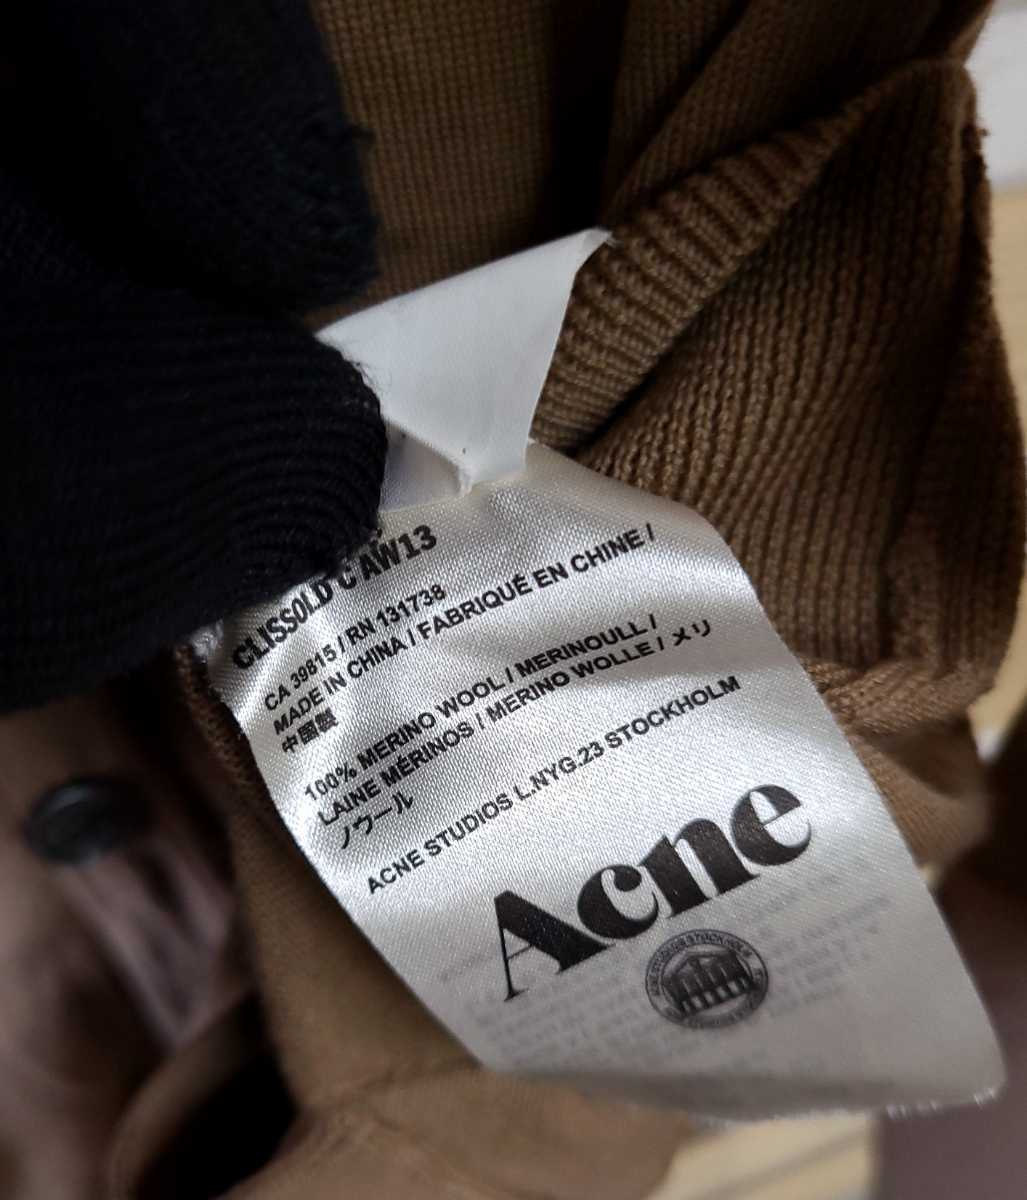 CLISSOLD C AW13
CA 39815 / RN 131738
MADE IN CHINA / FABRIQUÉ EN CHINE /
中国製
100% MERINO WOOL / MERINOULL /
LAINE MÉRINOS / MERINO WOLLE / メリ
ノウール
ACNE STUDIOS L.NYG.23 STOCKHOLM
Acne